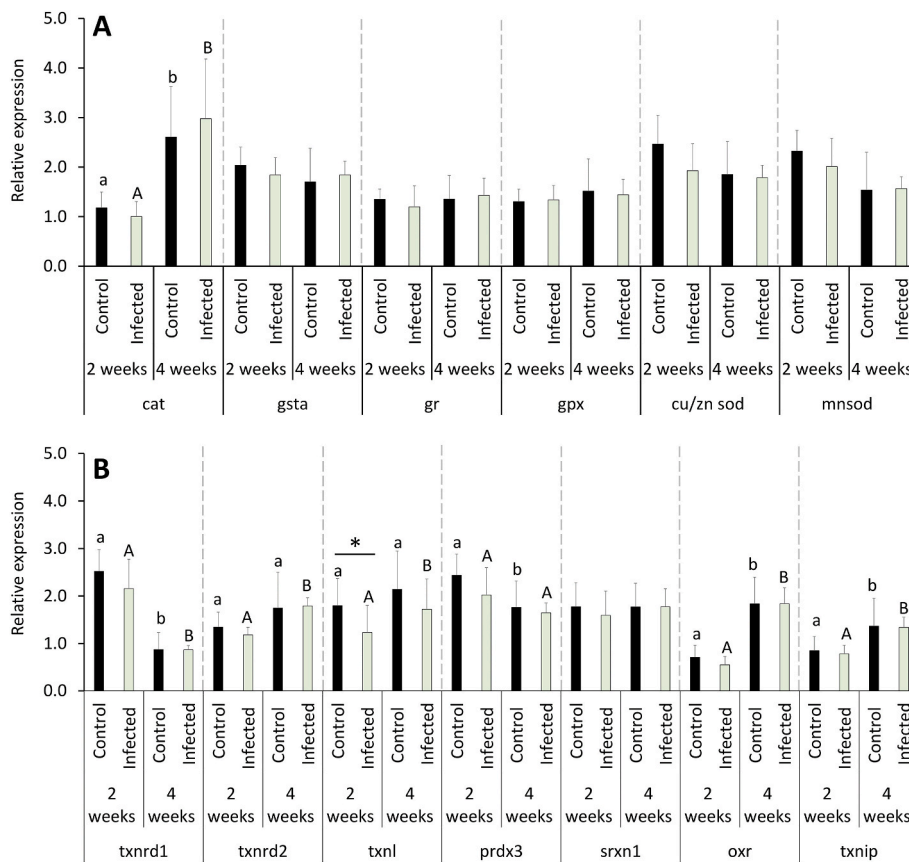 A
Relative expression
5.0
4.0
3.0
2.0
1.0
0.0
a A b B
Control Infected Control Infected Control Infected Control Infected Control Infected Control Infected Control Infected Control Infected Control Infected Control Infected Control Infected Control Infected
2 weeks 4 weeks 2 weeks 4 weeks 2 weeks 4 weeks 2 weeks 4 weeks 2 weeks 4 weeks 2 weeks 4 weeks
cat gsta gr gpx cu/zn sod mnsod
B
Relative expression
5.0
4.0
3.0
2.0
1.0
0.0
a A b B a A a B a * A a B a A b A a A b B a A b B
Control Infected Control Infected Control Infected Control Infected Control Infected Control Infected Control Infected Control Infected Control Infected Control Infected Control Infected Control Infected Control Infected Control Infected
2 4 2 4 2 4 2 4 2 4 2 4 2 4
weeks weeks weeks weeks weeks weeks weeks weeks weeks weeks weeks weeks weeks weeks
txnrd1 txnrd2 txnl prdx3 srxn1 oxr txnip